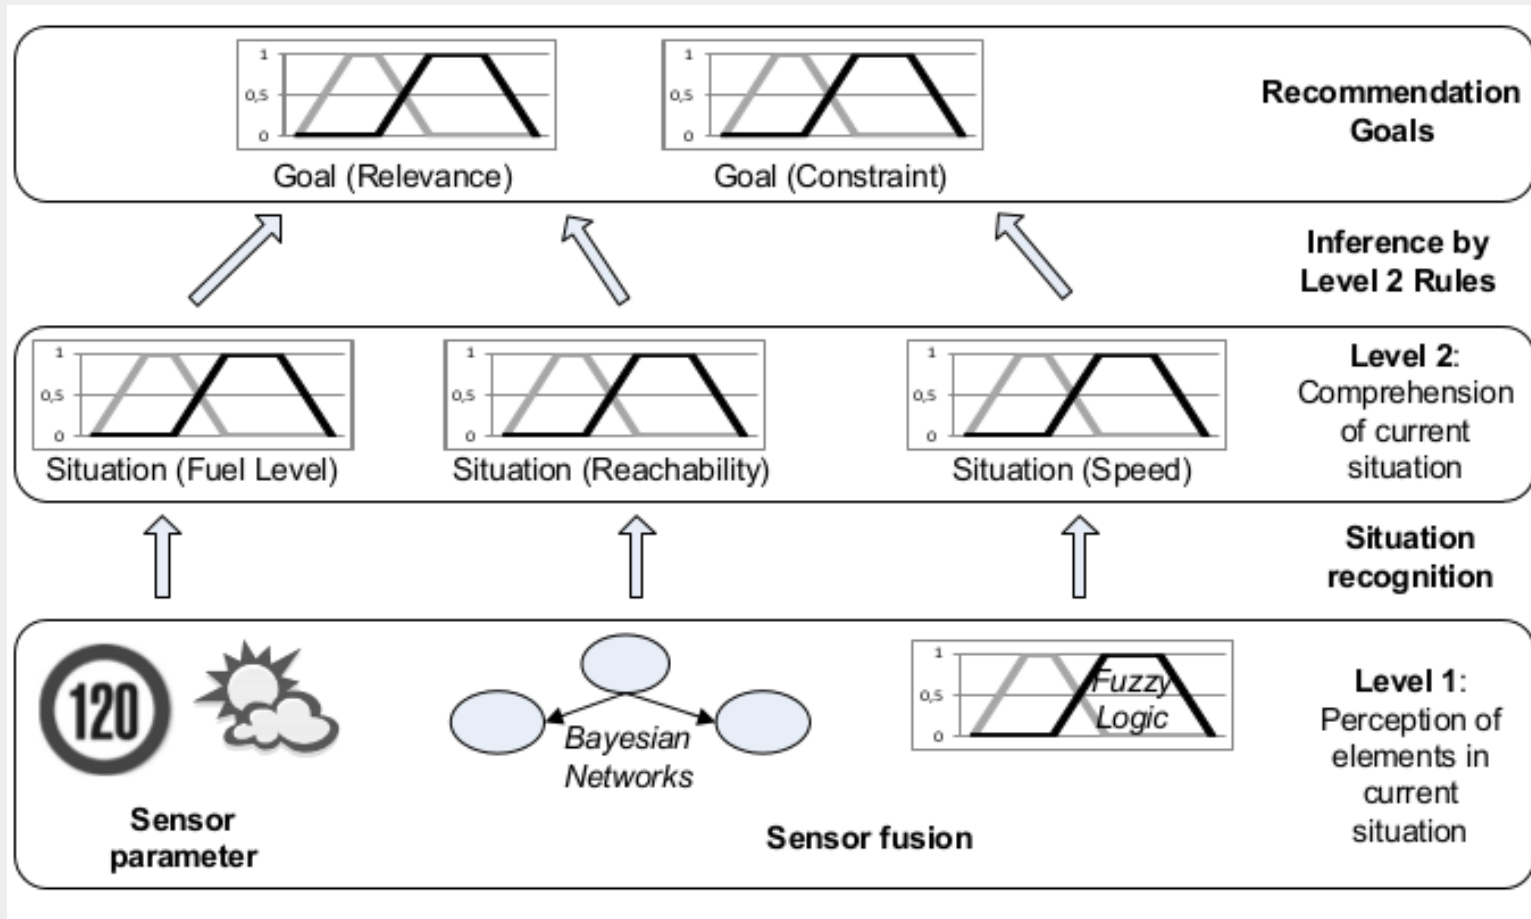 1
0,5
0
Goal (Relevance)
1
0,5
0
Goal (Constraint)
Recommendation
Goals
Inference by
Level 2 Rules
1
0,5
0
Situation (Fuel Level)
1
0,5
0
Situation (Reachability)
1
0,5
0
Situation (Speed)
Level 2:
Comprehension
of current
situation
Situation
recognition
120
Sensor
parameter
Bayesian
Networks
1
0,5
0
Fuzzy
Logic
Sensor fusion
Level 1:
Perception of
elements in
current
situation